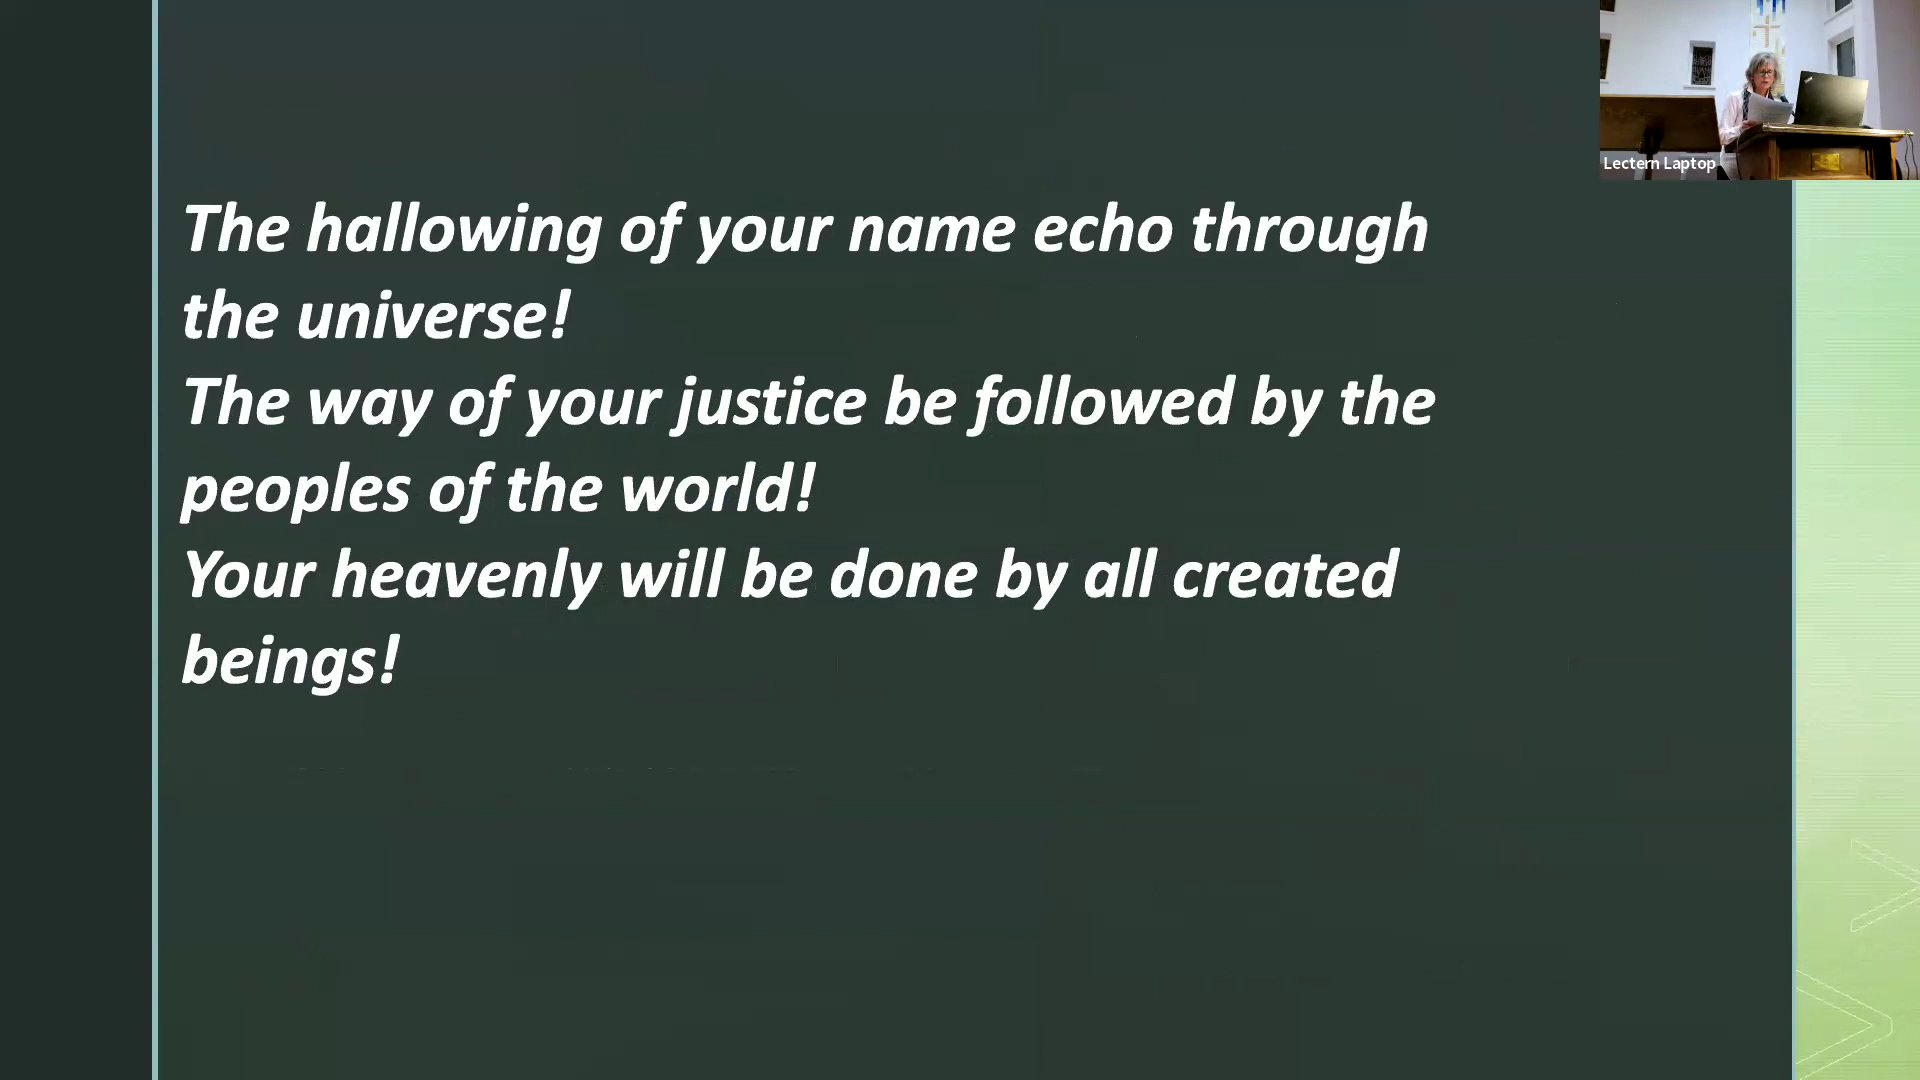 The hallowing of your name echo through
the universe!
The way of your justice be followed by the
peoples of the world!
Your heavenly will be done by all created
beings!
Lectern Laptop